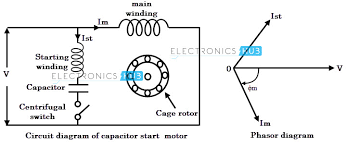 main
winding
Im
Ist
Starting
winding
V
Capacitor
Centrifugal
switch
Cage rotor
ELECTRONICS HUB
Circuit diagram of capacitor start motor
Ist
O
V
ϕm
Im
ELECTRONICS HUB
Phasor diagram